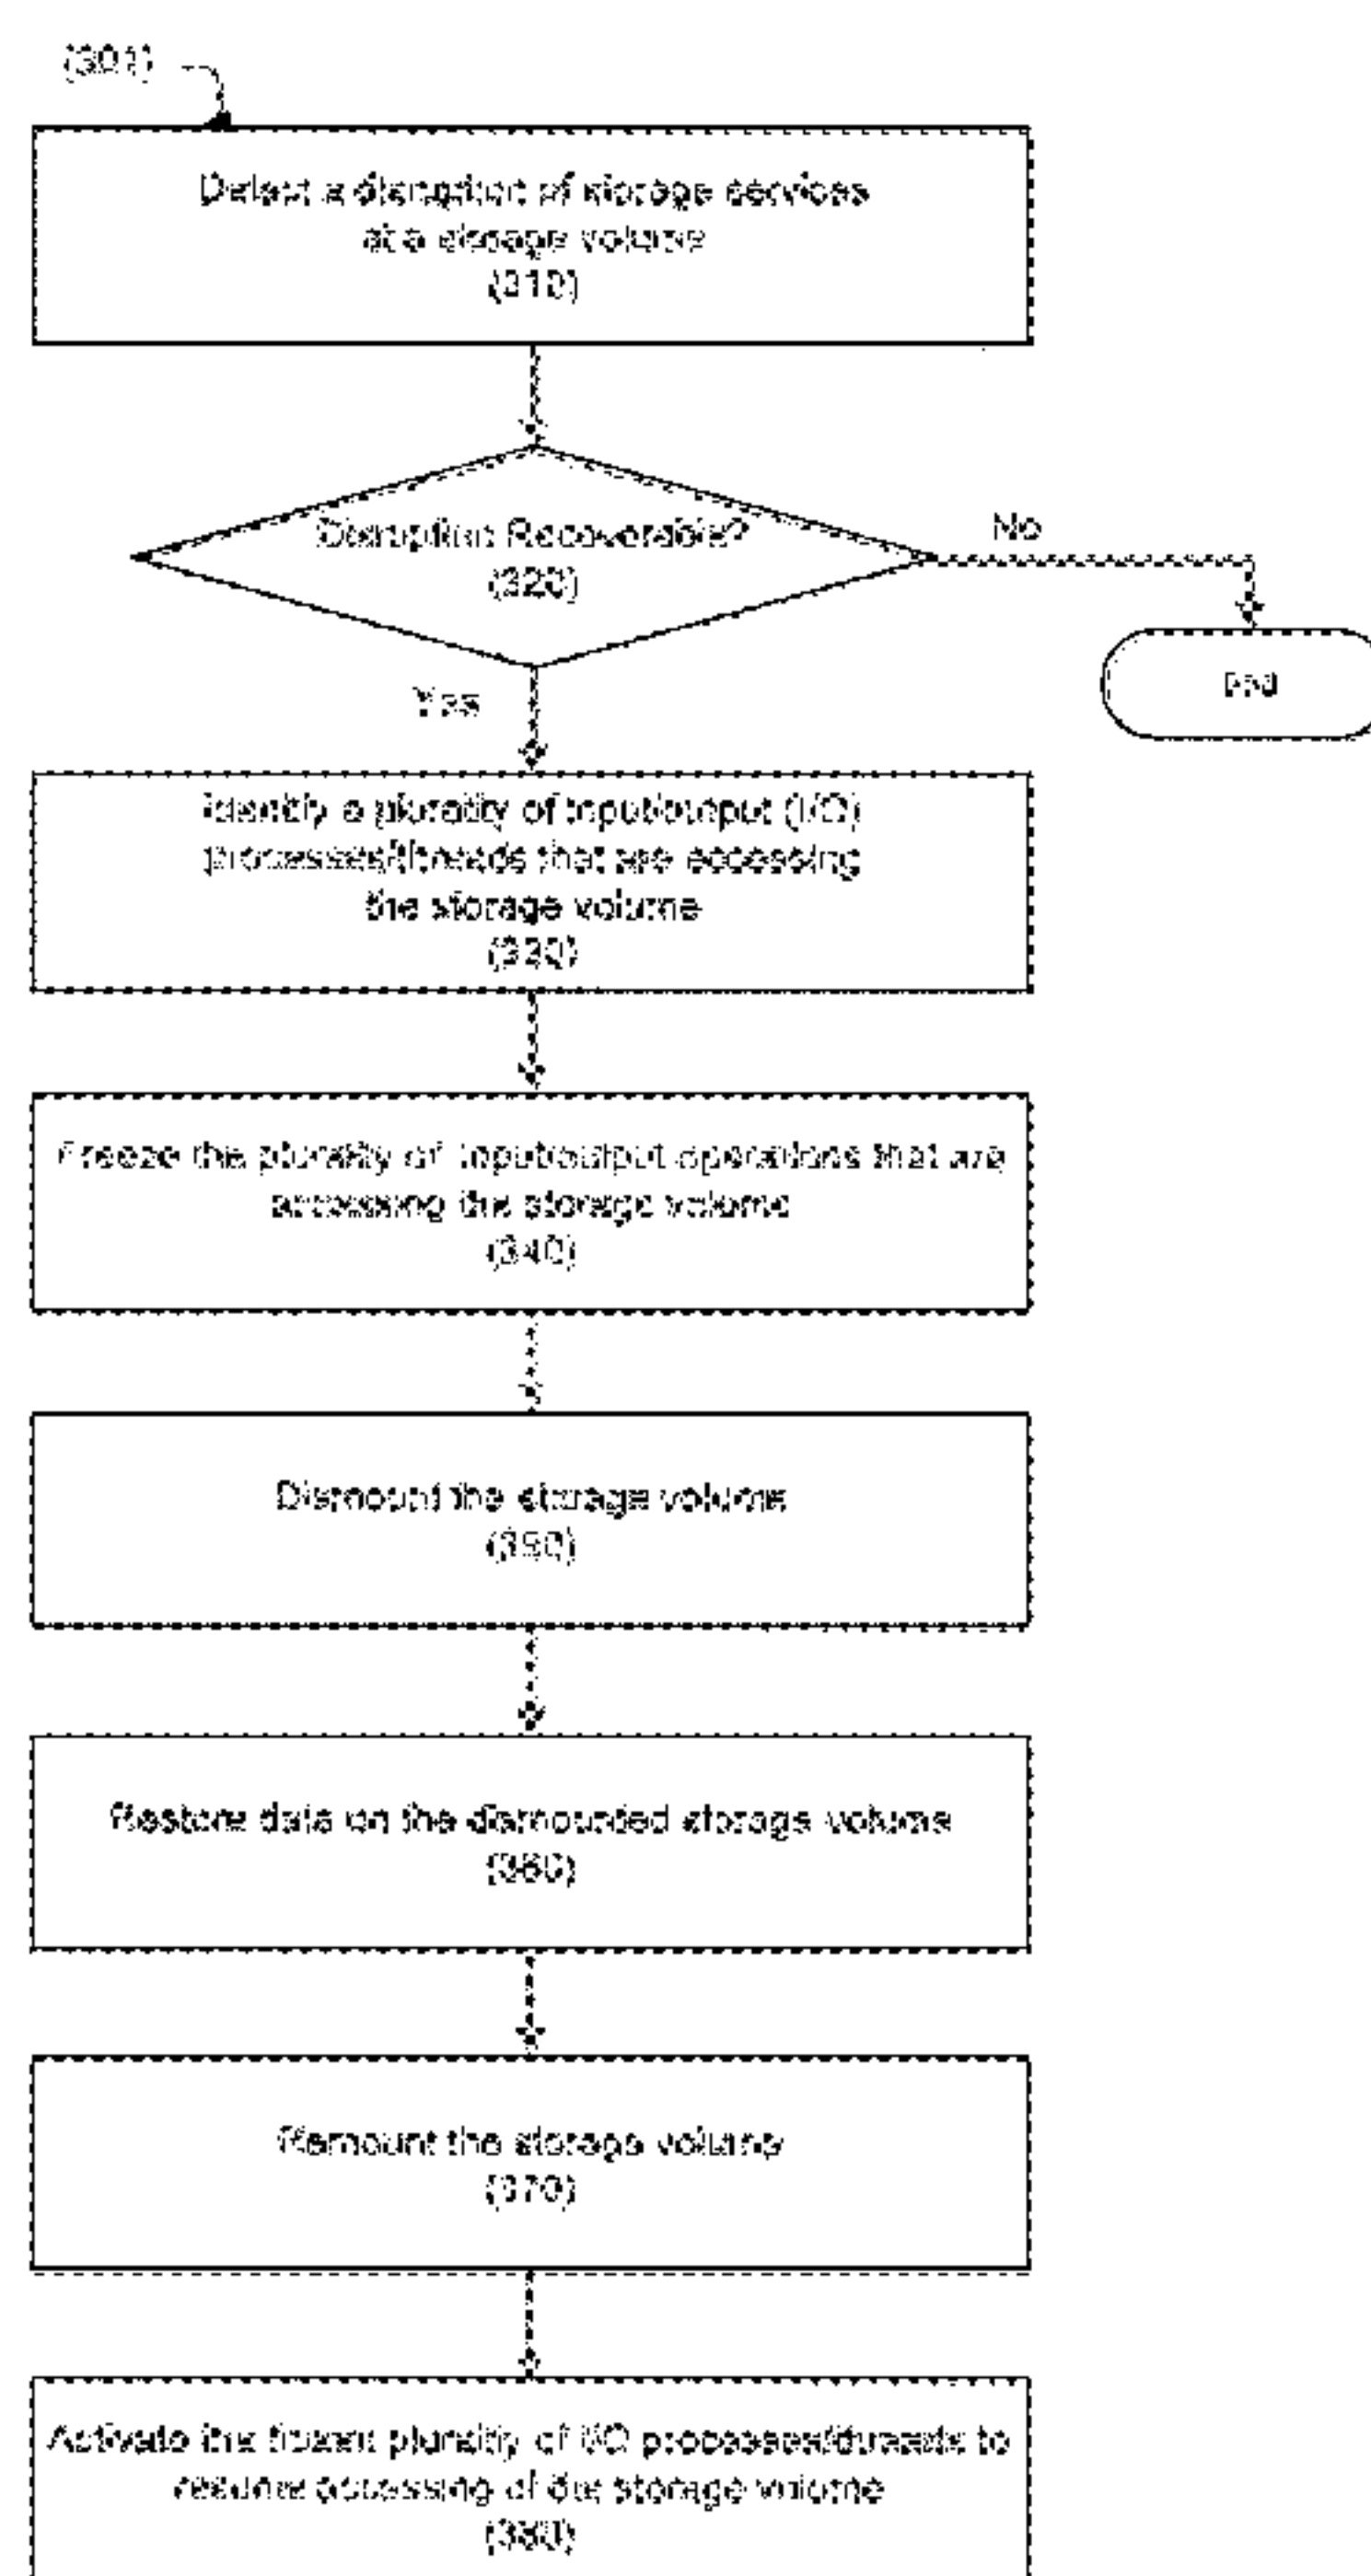 (301)
Detect a disruption of storage services
at a storage volume
(310)
Disruption Recoverable?
(320)
No
End
Yes
Identify a plurality of input/output (I/O)
processes/threads that are accessing
the storage volume
(330)
Freeze the plurality of input/output operations that are
accessing the storage volume
(340)
Dismount the storage volume
(350)
Restore data on the dismounted storage volume
(360)
Remount the storage volume
(370)
Activate the frozen plurality of I/O processes/threads to
resume accessing of the storage volume
(380)